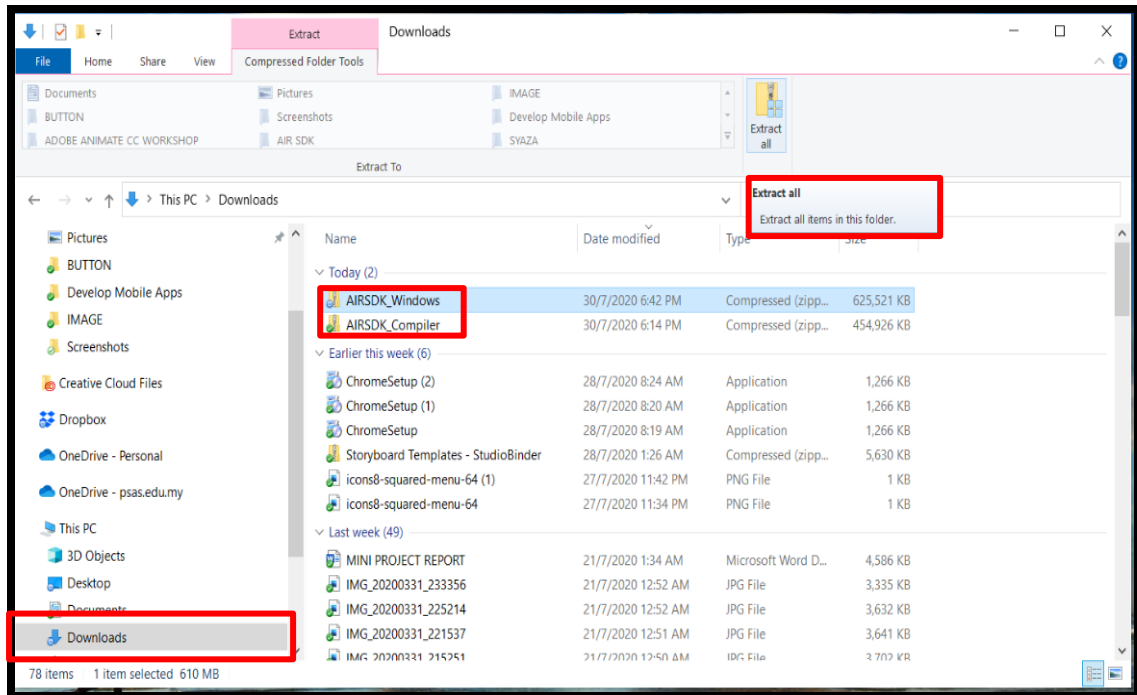 Extract Downloads
File Home Share View Compressed Folder Tools
Documents Pictures IMAGE
BUTTON Screenshots Develop Mobile Apps
ADOBE ANIMATE CC WORKSHOP AIR SDK SYAZA
Extract all
Extract To
This PC > Downloads
Extract all
Extract all items in this folder.
Pictures
BUTTON
Develop Mobile Apps
IMAGE
Screenshots
Creative Cloud Files
Dropbox
OneDrive - Personal
OneDrive - psas.edu.my
This PC
3D Objects
Desktop
Documents
Downloads
Name Date modified Type Size
Today (2)
AIRSDK_Windows 30/7/2020 6:42 PM Compressed (zipp... 625,521 KB
AIRSDK_Compiler 30/7/2020 6:14 PM Compressed (zipp... 454,926 KB
Earlier this week (6)
ChromeSetup (2) 28/7/2020 8:24 AM Application 1,266 KB
ChromeSetup (1) 28/7/2020 8:20 AM Application 1,266 KB
ChromeSetup 28/7/2020 8:19 AM Application 1,266 KB
Storyboard Templates - StudioBinder 28/7/2020 1:26 AM Compressed (zipp... 5,630 KB
icons8-squared-menu-64 (1) 27/7/2020 11:42 PM PNG File 1 KB
icons8-squared-menu-64 27/7/2020 11:34 PM PNG File 1 KB
Last week (49)
MINI PROJECT REPORT 21/7/2020 1:34 AM Microsoft Word D... 4,586 KB
IMG_20200331_233356 21/7/2020 12:52 AM JPG File 3,335 KB
IMG_20200331_225214 21/7/2020 12:52 AM JPG File 3,632 KB
IMG_20200331_221537 21/7/2020 12:51 AM JPG File 3,641 KB
IMG_20200331_215251 21/7/2020 12:50 AM JPG File 3,702 KB
78 items 1 item selected 610 MB